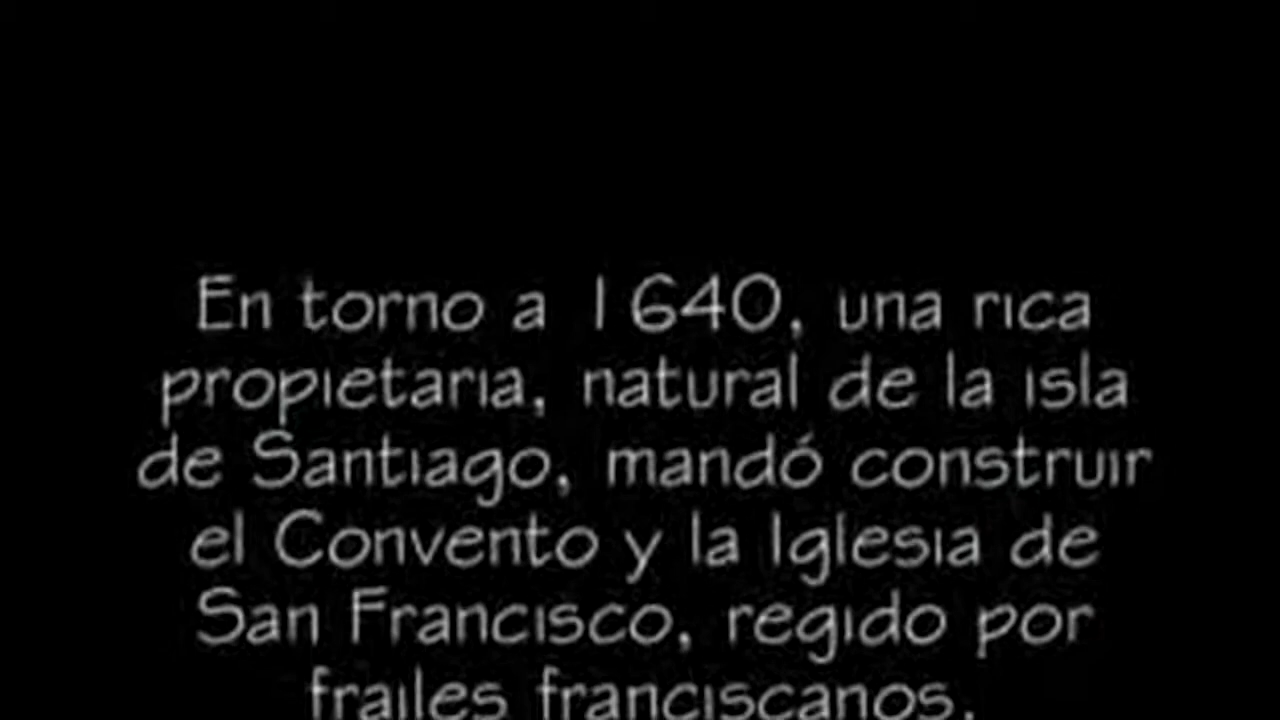 En torno a 1640, una rica
propietaria, natural de la isla
de Santiago, mandó construir
el Convento y la Iglesia de
San Francisco, regido por
frailes franciscanos.